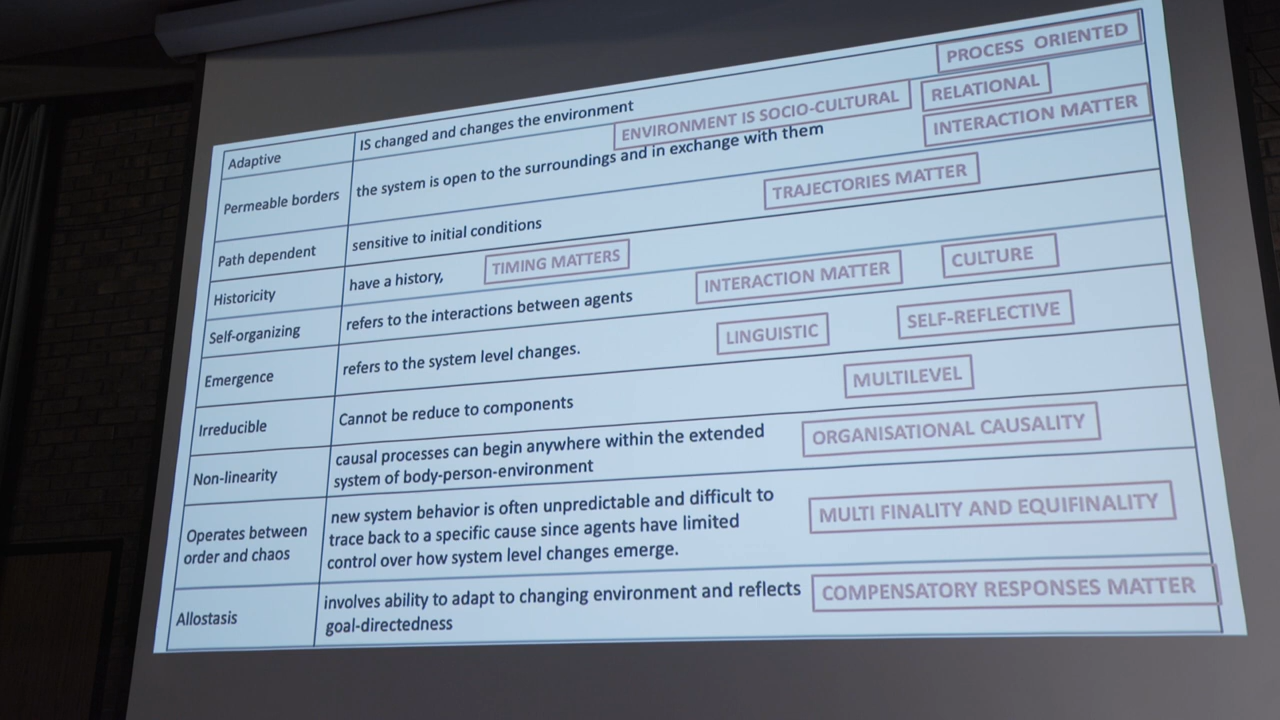 PROCESS ORIENTED
Adaptive
IS changed and changes the environment
ENVIRONMENT IS SOCIO-CULTURAL
RELATIONAL
Permeable borders
the system is open to the surroundings and in exchange with them
INTERACTION MATTER
Path dependent
sensitive to initial conditions
TRAJECTORIES MATTER
Historicity
have a history,
TIMING MATTERS
Self-organizing
refers to the interactions between agents
INTERACTION MATTER
CULTURE
Emergence
refers to the system level changes.
LINGUISTIC
SELF-REFLECTIVE
Irreducible
Cannot be reduce to components
MULTILEVEL
Non-linearity
causal processes can begin anywhere within the extended
system of body-person-environment
ORGANISATIONAL CAUSALITY
Operates between
order and chaos
new system behavior is often unpredictable and difficult to
trace back to a specific cause since agents have limited
control over how system level changes emerge.
MULTI FINALITY AND EQUIFINALITY
Allostasis
involves ability to adapt to changing environment and reflects
goal-directedness
COMPENSATORY RESPONSES MATTER